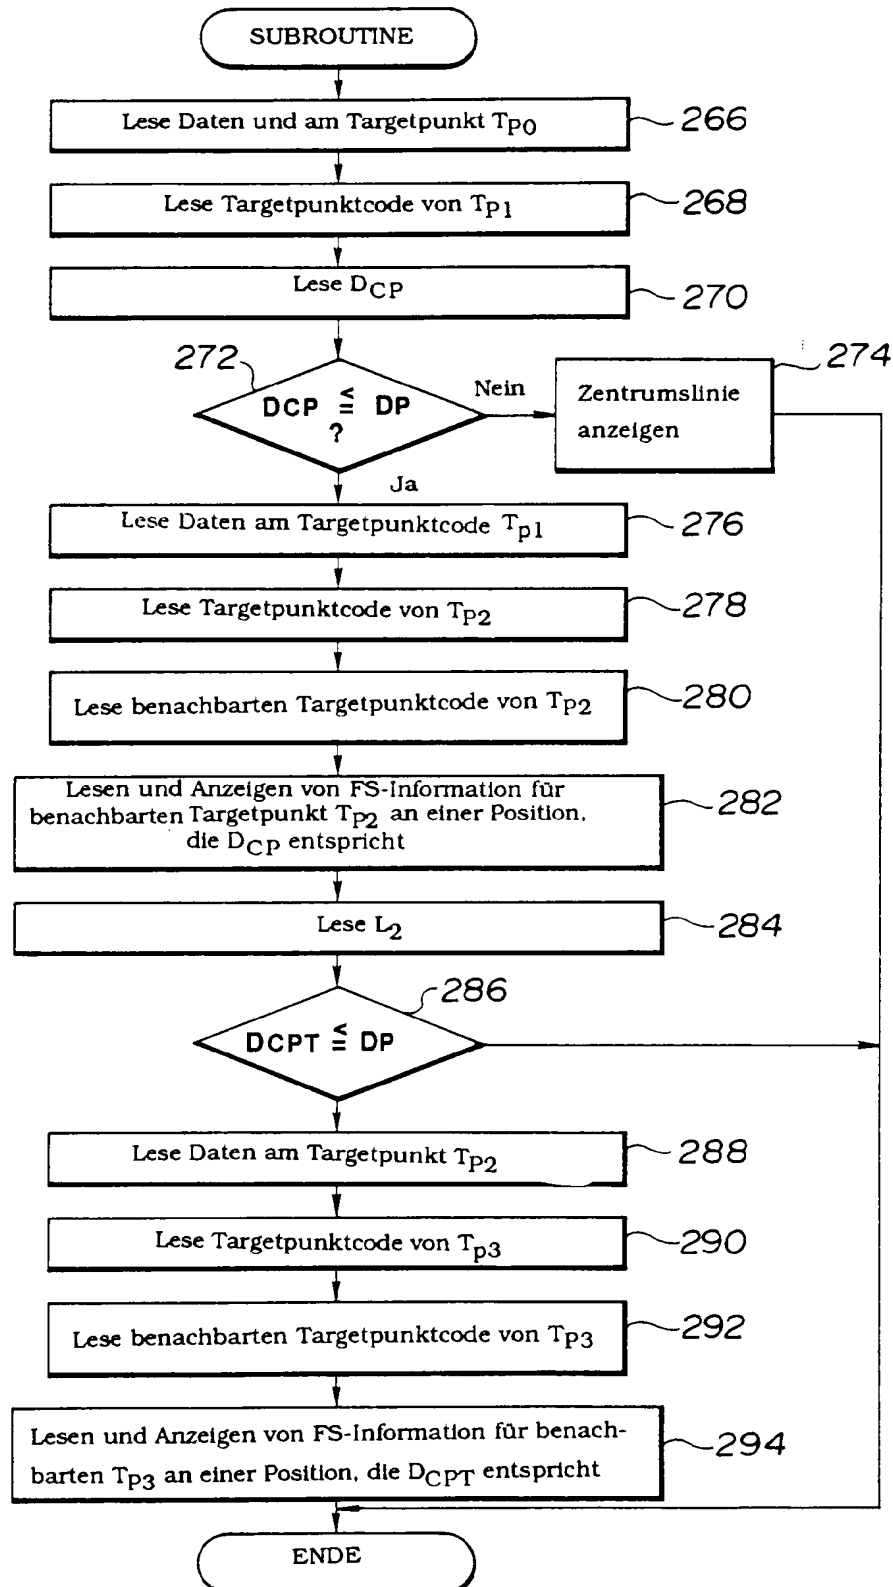 SUBROUTINE
Lese Daten und am Targetpunkt TP0
266
Lese Targetpunktcode von TP1
268
Lese DCP
270
272
DCP ≦ DP
?
Nein
Zentrumslinie
anzeigen
274
Ja
Lese Daten am Targetpunktcode Tp1
276
Lese Targetpunktcode von TP2
278
Lese benachbarten Targetpunktcode von TP2
280
Lesen und Anzeigen von FS-Information für
benachbarten Targetpunkt TP2 an einer Position,
die DCP entspricht
282
Lese L2
284
286
DCPT ≦ DP
Lese Daten am Targetpunkt TP2
288
Lese Targetpunktcode von Tp3
290
Lese benachbarten Targetpunktcode von TP3
292
Lesen und Anzeigen von FS-Information für benach-
barten TP3 an einer Position, die DCPT entspricht
294
ENDE